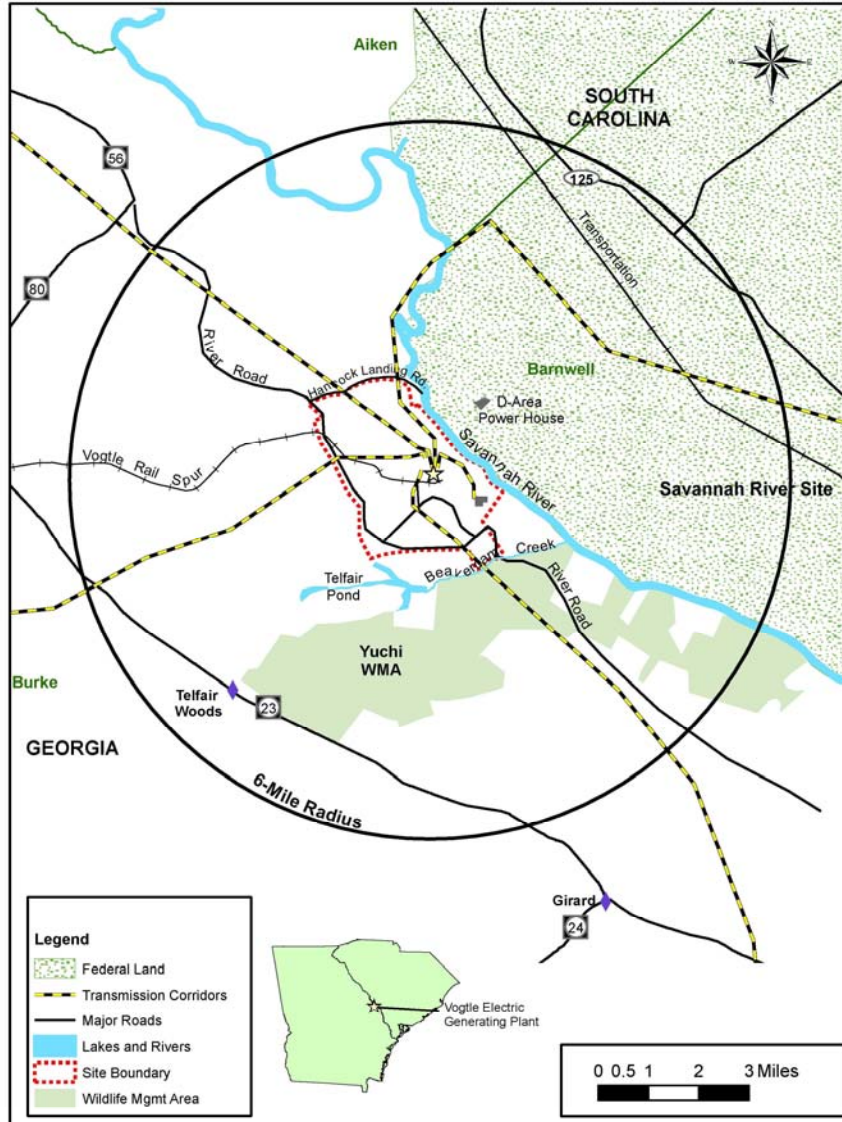 Aiken
N
W
E
S
SOUTH
CAROLINA
56
125
Transportation
80
River Road
Hancock Landing Rd.
Barnwell
D-Area
Power House
Savannah River
Vogtle Rail Spur
Savannah River Site
Creek
Telfair
Pond
River Road
Yuchi
WMA
Burke
Telfair
Woods
23
GEORGIA
6-Mile Radius
Girard
24
Legend
Federal Land
Transmission Corridors
Major Roads
Lakes and Rivers
Site Boundary
Wildlife Mgmt Area
Vogtle Electric
Generating Plant
0 0.5 1 2 3 Miles